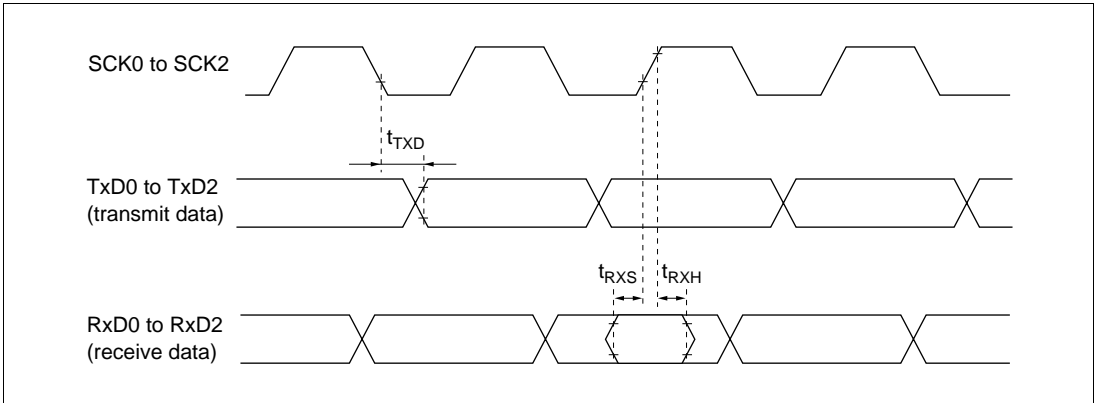 SCK0 to SCK2
tTXD
TxD0 to TxD2
(transmit data)
tRXS
tRXH
RxD0 to RxD2
(receive data)